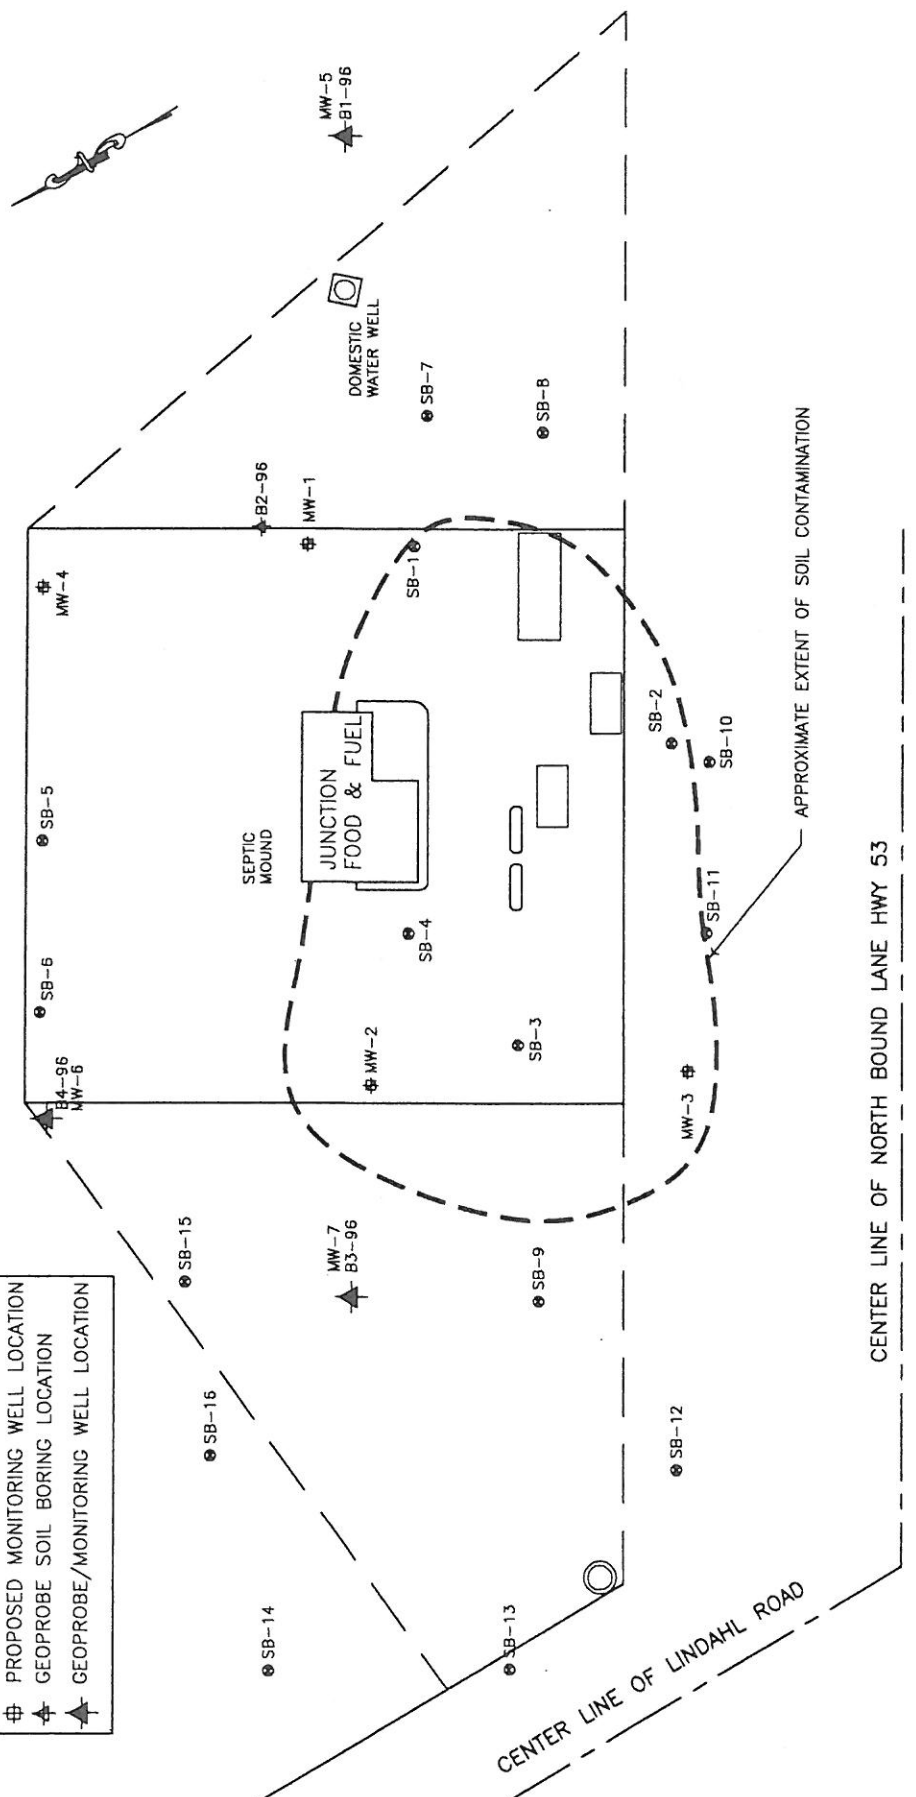 PROPOSED MONITORING WELL LOCATION
GEOPROBE SOIL BORING LOCATION
GEOPROBE/MONITORING WELL LOCATION
MW-5
B1-96
DOMESTIC
WATER WELL
SB-7
SB-8
B2-96
MW-1
MW-4
SB-1
SB-2
SB-10
SB-5
SEPTIC
MOUND
JUNCTION
FOOD & FUEL
SB-4
SB-11
APPROXIMATE EXTENT OF SOIL CONTAMINATION
SB-6
MW-2
SB-3
MW-3
B4-96
MW-6
SB-15
MW-7
B3-96
SB-9
SB-16
SB-12
SB-14
SB-13
CENTER LINE OF LINDAHL ROAD
CENTER LINE OF NORTH BOUND LANE HWY 53